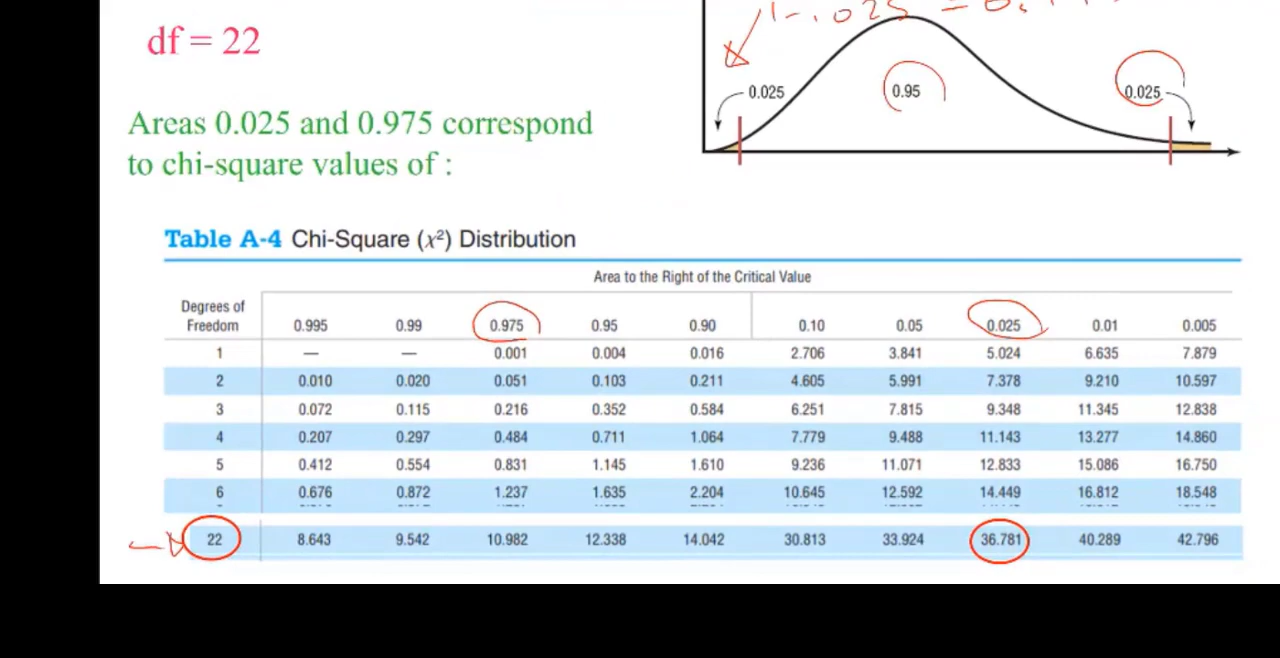 1-.025 =
df = 22
0.025 0.95 0.025
Areas 0.025 and 0.975 correspond
to chi-square values of :
Table A-4 Chi-Square (χ²) Distribution
Area to the Right of the Critical Value
Degrees of
Freedom 0.995 0.99 0.975 0.95 0.90 0.10 0.05 0.025 0.01 0.005
1 — — 0.001 0.004 0.016 2.706 3.841 5.024 6.635 7.879
2 0.010 0.020 0.051 0.103 0.211 4.605 5.991 7.378 9.210 10.597
3 0.072 0.115 0.216 0.352 0.584 6.251 7.815 9.348 11.345 12.838
4 0.207 0.297 0.484 0.711 1.064 7.779 9.488 11.143 13.277 14.860
5 0.412 0.554 0.831 1.145 1.610 9.236 11.071 12.833 15.086 16.750
6 0.676 0.872 1.237 1.635 2.204 10.645 12.592 14.449 16.812 18.548
22 8.643 9.542 10.982 12.338 14.042 30.813 33.924 36.781 40.289 42.796